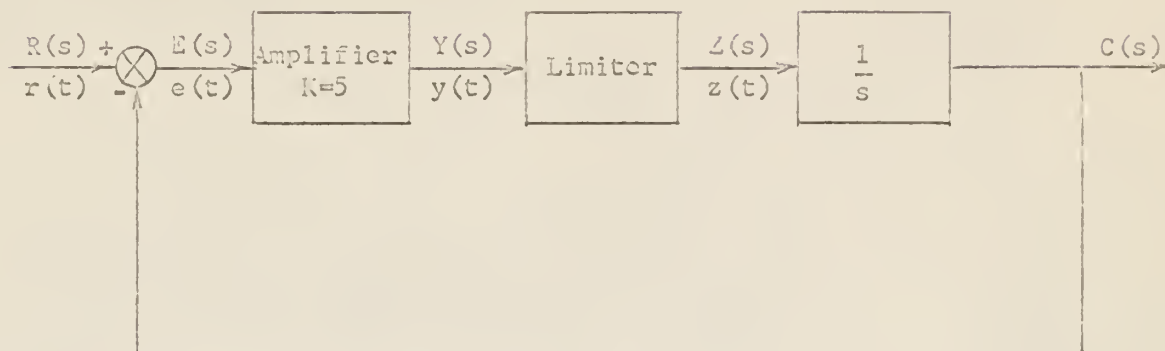 R(s) + E(s) Amplifier Y(s) Limiter Z(s) 1 C(s)
r(t) - e(t) K=5 y(t) z(t) s